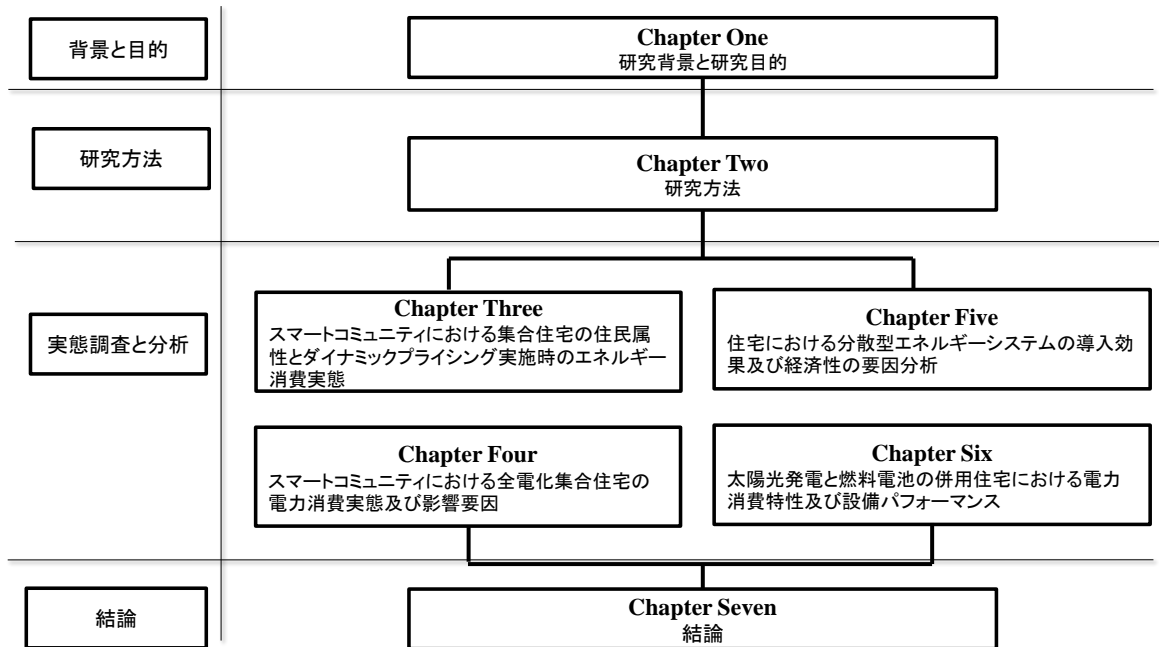 背景と目的
Chapter One
研究背景と研究目的
研究方法
Chapter Two
研究方法
実態調査と分析
Chapter Three
スマートコミュニティにおける集合住宅の住民属
性とダイナミックプライシング実施時のエネルギー
消費実態
Chapter Five
住宅における分散型エネルギーシステムの導入効
果及び経済性の要因分析
Chapter Four
スマートコミュニティにおける全電化集合住宅の
電力消費実態及び影響要因
Chapter Six
太陽光発電と燃料電池の併用住宅における電力
消費特性及び設備パフォーマンス
結論
Chapter Seven
結論